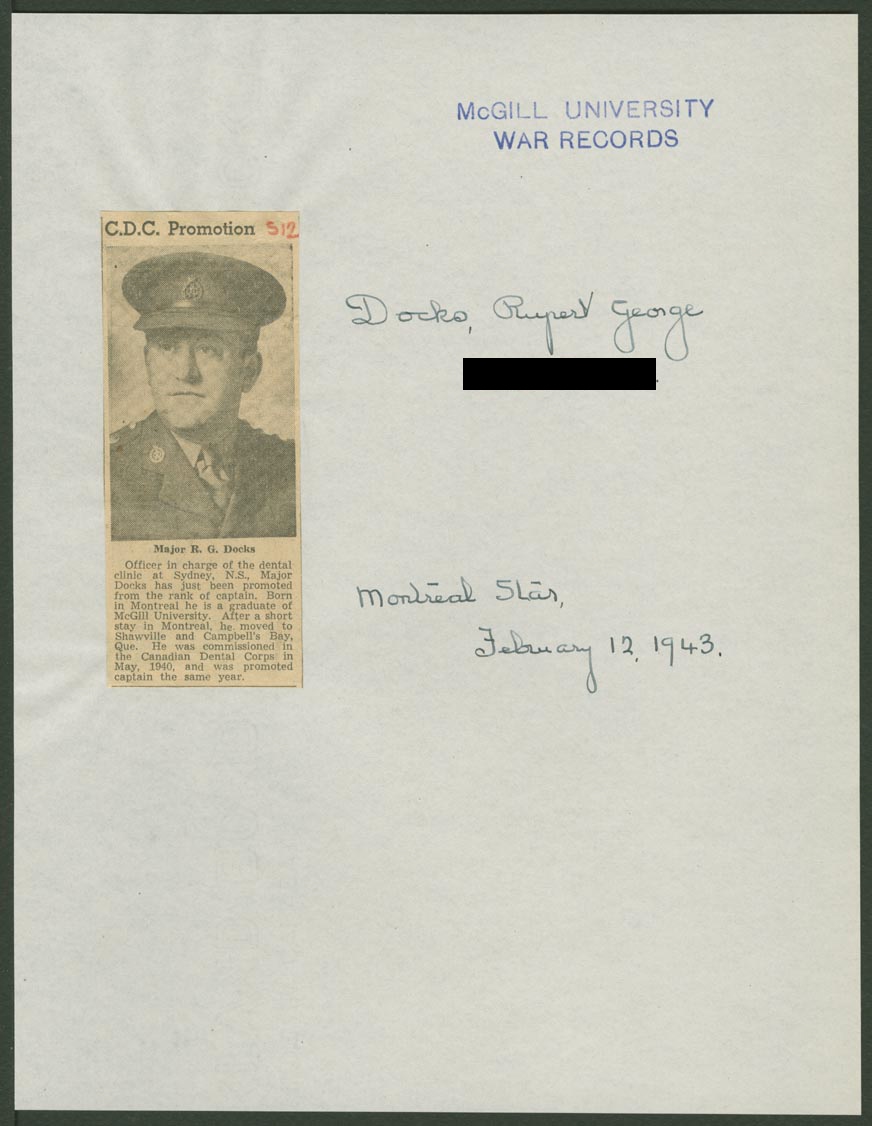 McGILL UNIVERSITY
WAR RECORDS
C.D.C. Promotion 512
Docks, Rupert George
Major R. G. Docks
Officer in charge of the dental
clinic at Sydney, N.S., Major
Docks has just been promoted
from the rank of captain. Born
in Montreal he is a graduate of
McGill University. After a short
stay in Montreal, he moved to
Shawville and Campbell's Bay,
Que. He was commissioned in
the Canadian Dental Corps in
May, 1940, and was promoted
captain the same year.
Montreal Star,
February 12, 1943.